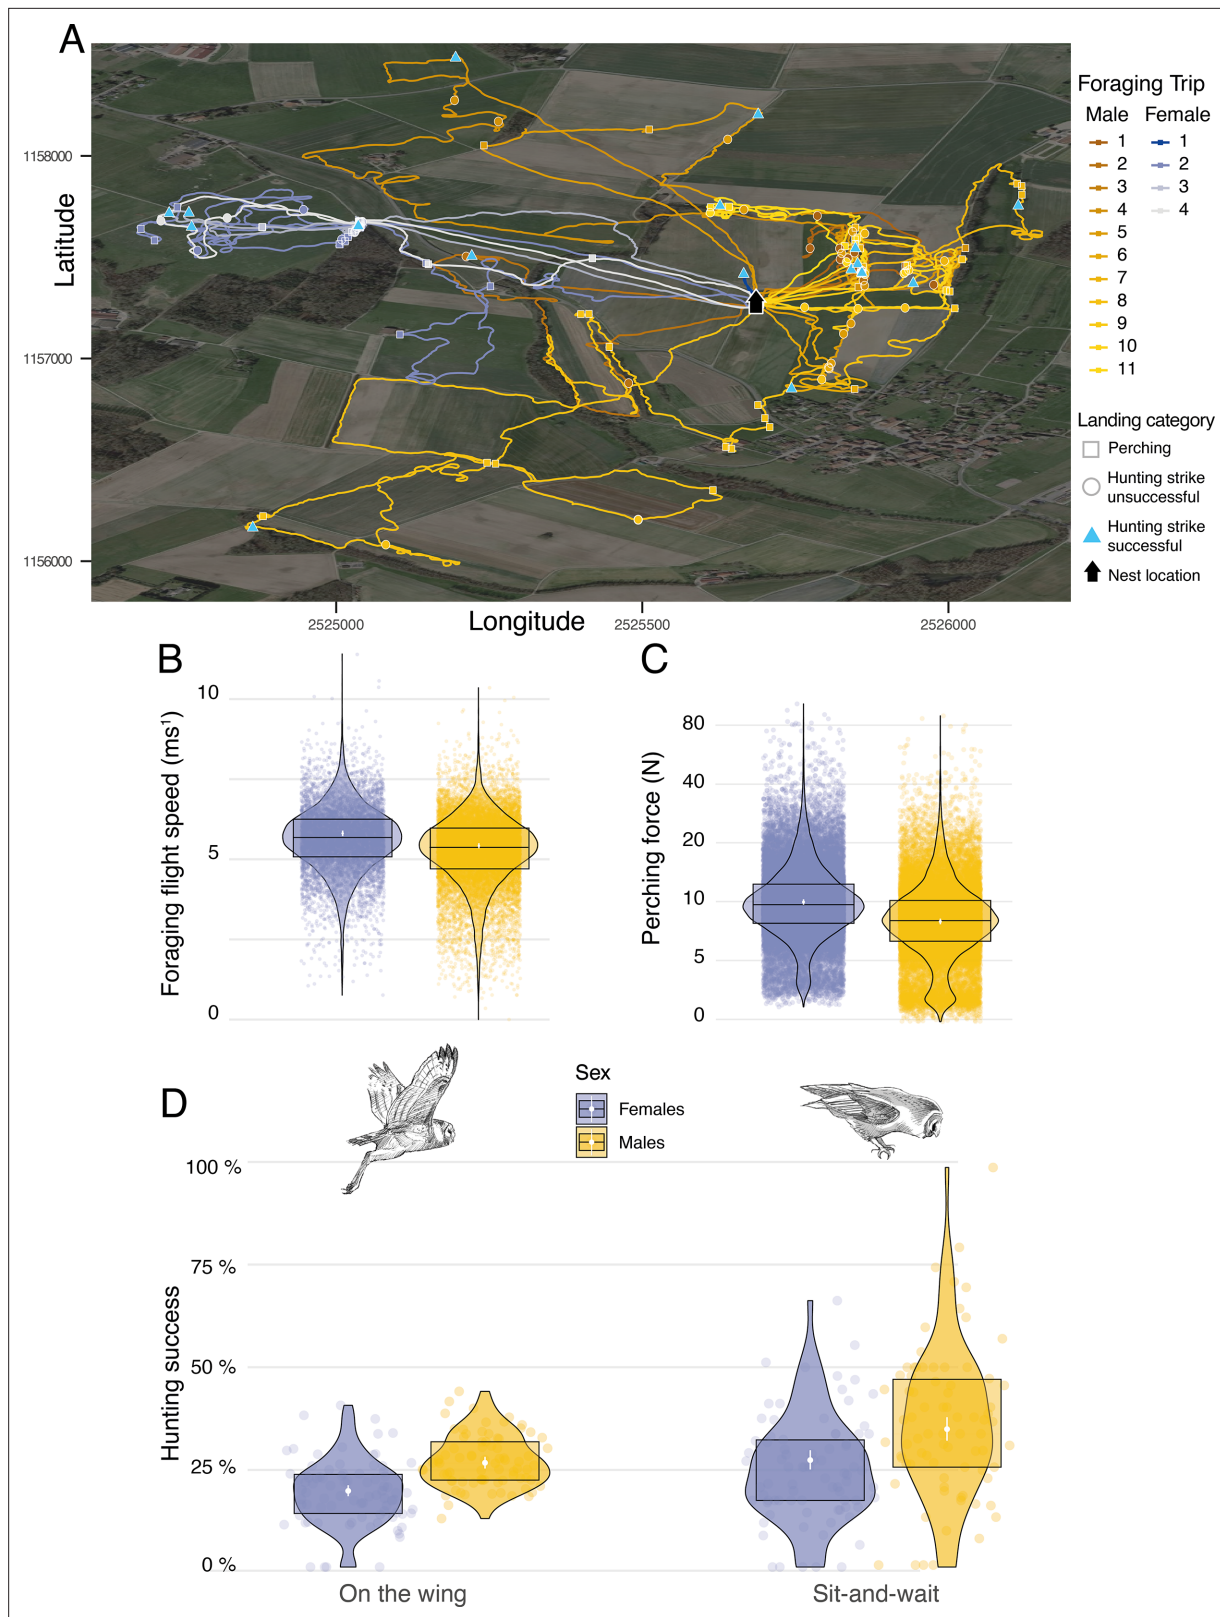 A
Latitude
1158000
1157000
1156000
2525000
2525500
2526000
Longitude
Foraging Trip
Male
Female
1
2
3
4
5
6
7
8
9
10
11
1
2
3
4
Landing category
Perching
Hunting strike
unsuccessful
Hunting strike
successful
Nest location
B
Foraging flight speed (ms¹)
10
5
0
C
Perching force (N)
80
40
20
10
5
0
Sex
Females
Males
D
Hunting success
100 %
75 %
50 %
25 %
0 %
On the wing
Sit-and-wait